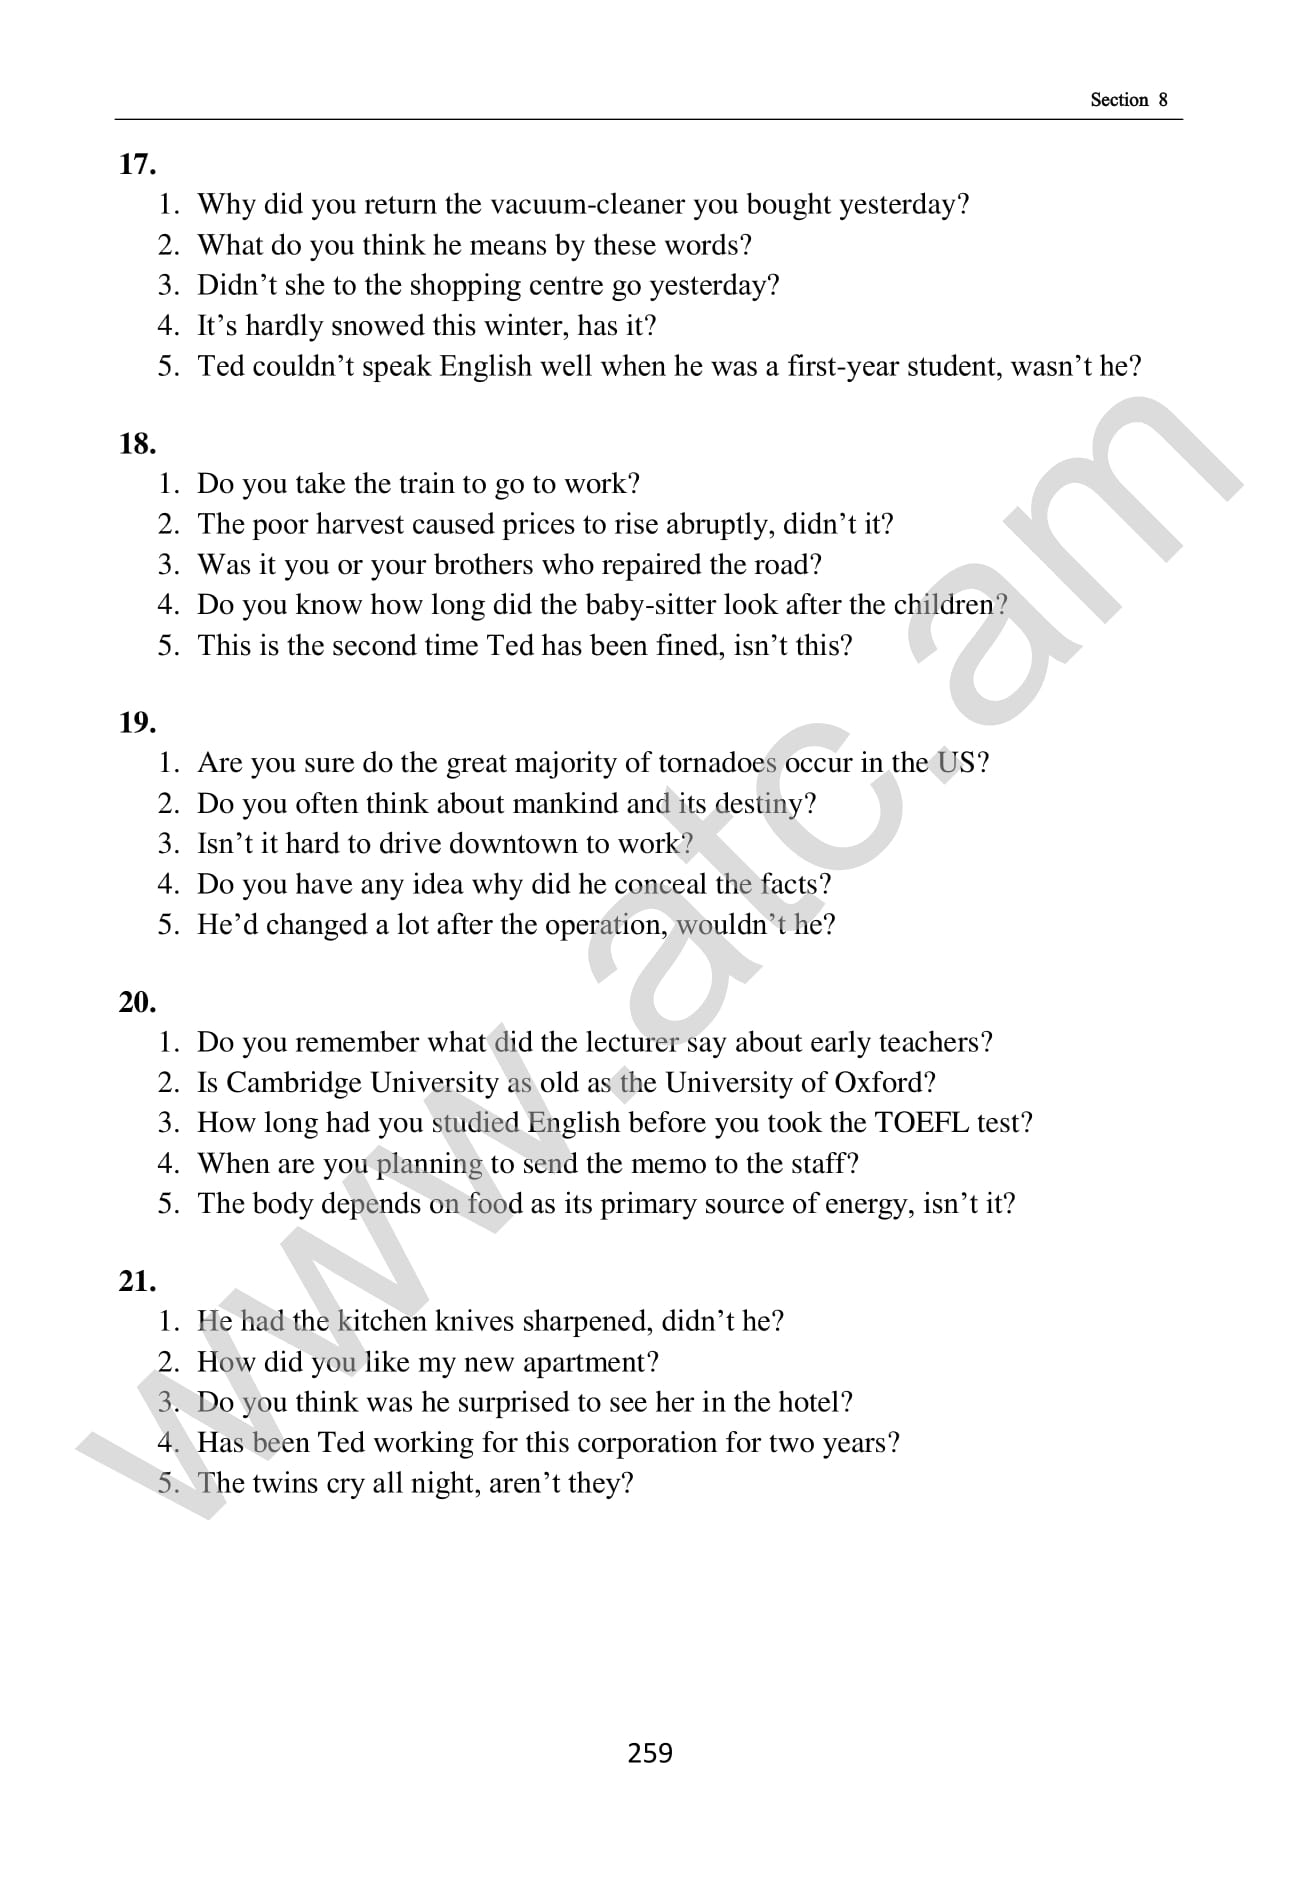 Section 8
17.
1. Why did you return the vacuum-cleaner you bought yesterday?
2. What do you think he means by these words?
3. Didn’t she to the shopping centre go yesterday?
4. It’s hardly snowed this winter, has it?
5. Ted couldn’t speak English well when he was a first-year student, wasn’t he?
18.
1. Do you take the train to go to work?
2. The poor harvest caused prices to rise abruptly, didn’t it?
3. Was it you or your brothers who repaired the road?
4. Do you know how long did the baby-sitter look after the children?
5. This is the second time Ted has been fined, isn’t this?
19.
1. Are you sure do the great majority of tornadoes occur in the US?
2. Do you often think about mankind and its destiny?
3. Isn’t it hard to drive downtown to work?
4. Do you have any idea why did he conceal the facts?
5. He’d changed a lot after the operation, wouldn’t he?
20.
1. Do you remember what did the lecturer say about early teachers?
2. Is Cambridge University as old as the University of Oxford?
3. How long had you studied English before you took the TOEFL test?
4. When are you planning to send the memo to the staff?
5. The body depends on food as its primary source of energy, isn’t it?
21.
1. He had the kitchen knives sharpened, didn’t he?
2. How did you like my new apartment?
3. Do you think was he surprised to see her in the hotel?
4. Has been Ted working for this corporation for two years?
5. The twins cry all night, aren’t they?
259
www.atc.am